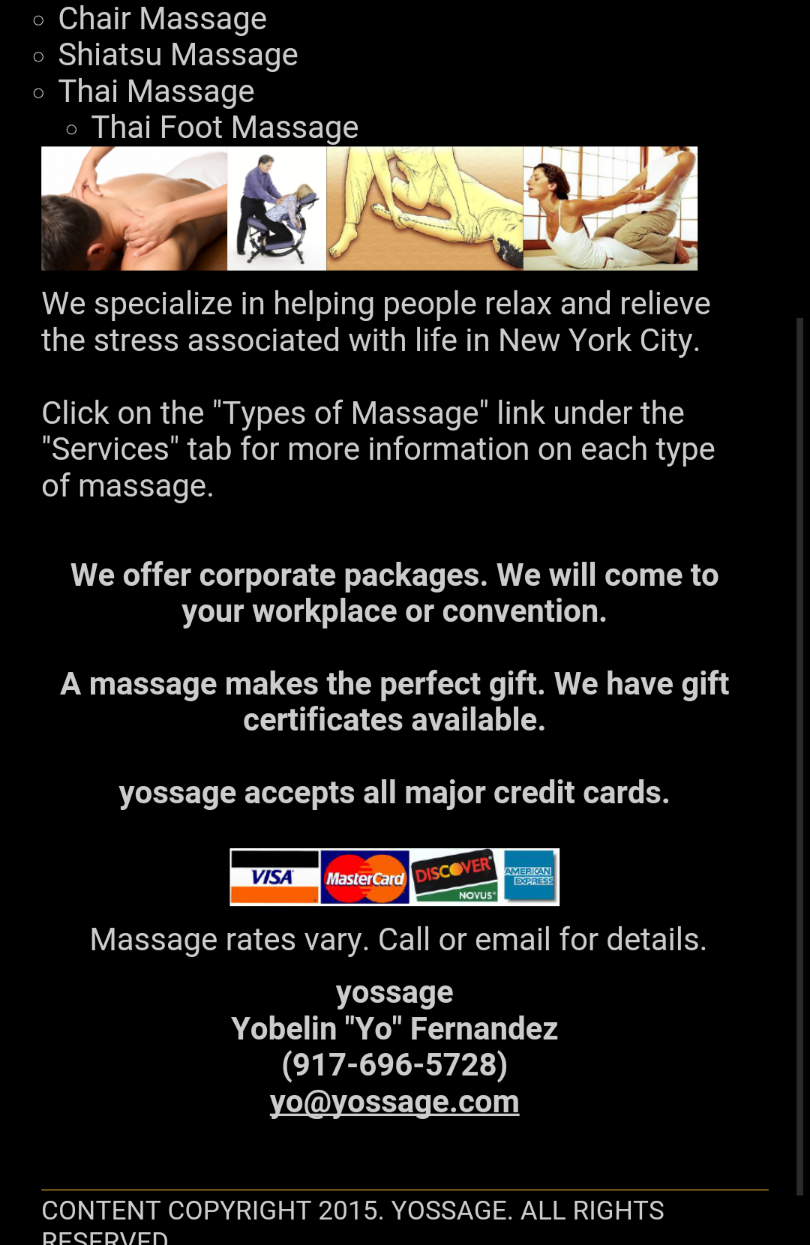 Chair Massage
Shiatsu Massage
Thai Massage
Thai Foot Massage
We specialize in helping people relax and relieve
the stress associated with life in New York City.
Click on the "Types of Massage" link under the
"Services" tab for more information on each type
of massage.
We offer corporate packages. We will come to
your workplace or convention.
A massage makes the perfect gift. We have gift
certificates available.
yossage accepts all major credit cards.
VISA MasterCard DISCOVER NOVUS AMERICAN EXPRESS
Massage rates vary. Call or email for details.
yossage
Yobelin "Yo" Fernandez
(917-696-5728)
yo@yossage.com
CONTENT COPYRIGHT 2015. YOSSAGE. ALL RIGHTS
RESERVED